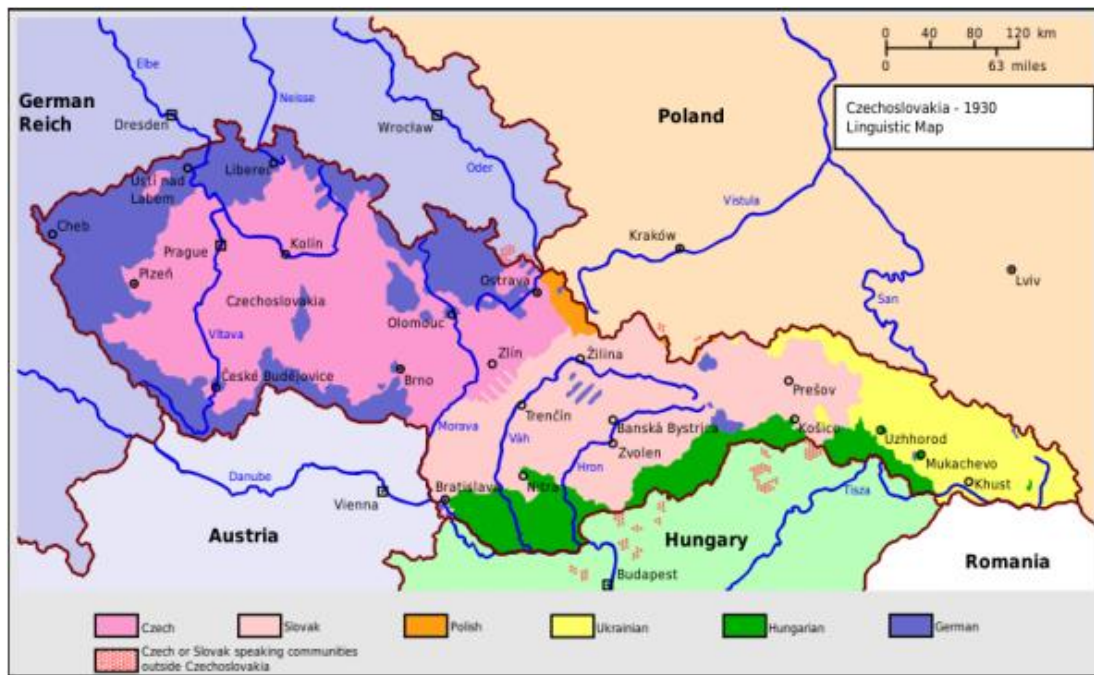 Elbe
0 40 80 120 km
0 63 miles
German
Reich
Neisse
Dresden
Wrocław
Poland
Czechoslovakia - 1930
Linguistic Map
Oder
Liberec
Ústí nad
Labem
Vistula
Cheb
Prague
Kolín
Kraków
Plzeň
Ostrava
Lviv
Czechoslovakia
San
Olomouc
Vltava
Zlín
Žilina
České Budějovice
Brno
Prešov
Trenčín
Morava
Váh
Banská Bystrica
Košice
Uzhhorod
Zvolen
Hron
Mukachevo
Danube
Nitra
Tisza
Khust
Bratislava
Vienna
Austria
Hungary
Romania
Budapest
Czech
Slovak
Polish
Ukrainian
Hungarian
German
Czech or Slovak speaking communities
outside Czechoslovakia